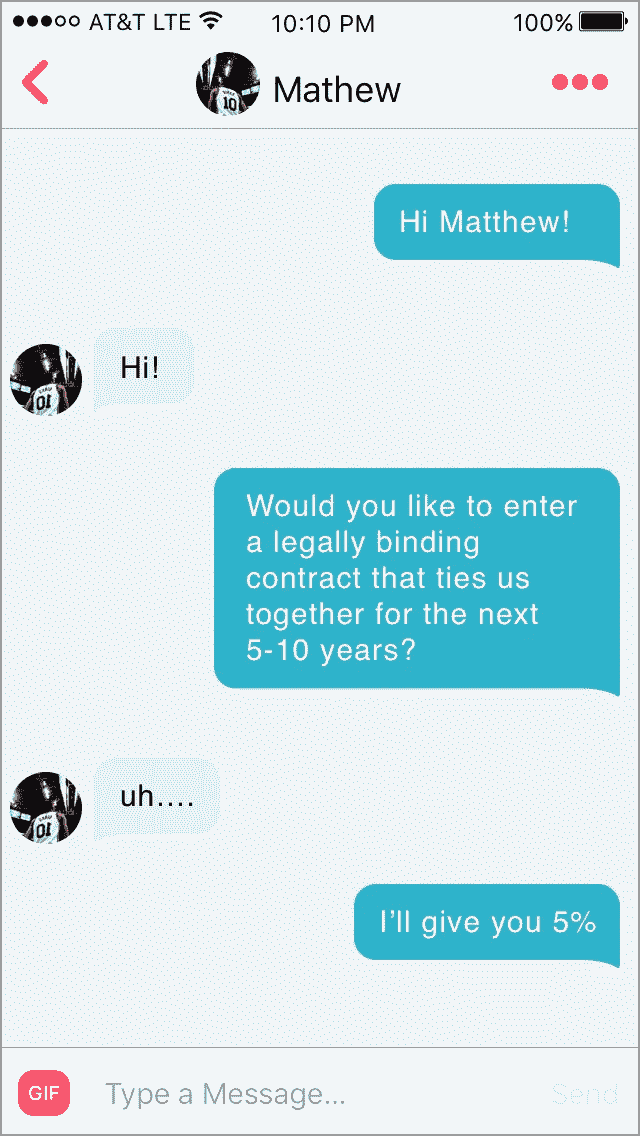 AT&T LTE 10:10 PM 100%
Mathew
Hi Matthew!
Hi!
Would you like to enter
a legally binding
contract that ties us
together for the next
5-10 years?
uh....
I'll give you 5%
GIF Type a Message... Send